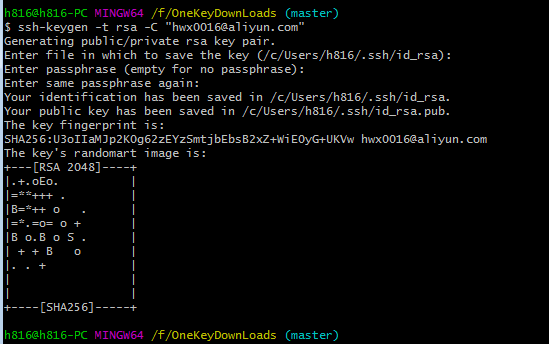 h816@h816-PC MINGW64 /f/OneKeyDownLoads (master)
$ ssh-keygen -t rsa -C "hwx0016@aliyun.com"
Generating public/private rsa key pair.
Enter file in which to save the key (/c/Users/h816/.ssh/id_rsa):
Enter passphrase (empty for no passphrase):
Enter same passphrase again:
Your identification has been saved in /c/Users/h816/.ssh/id_rsa.
Your public key has been saved in /c/Users/h816/.ssh/id_rsa.pub.
The key fingerprint is:
SHA256:U3oIIaMJp2KOg62zEYzSmtjbEbsB2xZ+WiEOyG+UKVw hwx0016@aliyun.com
The key's randomart image is:
+---[RSA 2048]----+
|.+.oEo.          |
|=**+++ .         |
|B=*++ o   .      |
|=*.=o= o +       |
|B o.B o S .      |
| + + B   o       |
|. . +            |
|                 |
|                 |
+----[SHA256]-----+
h816@h816-PC MINGW64 /f/OneKeyDownLoads (master)